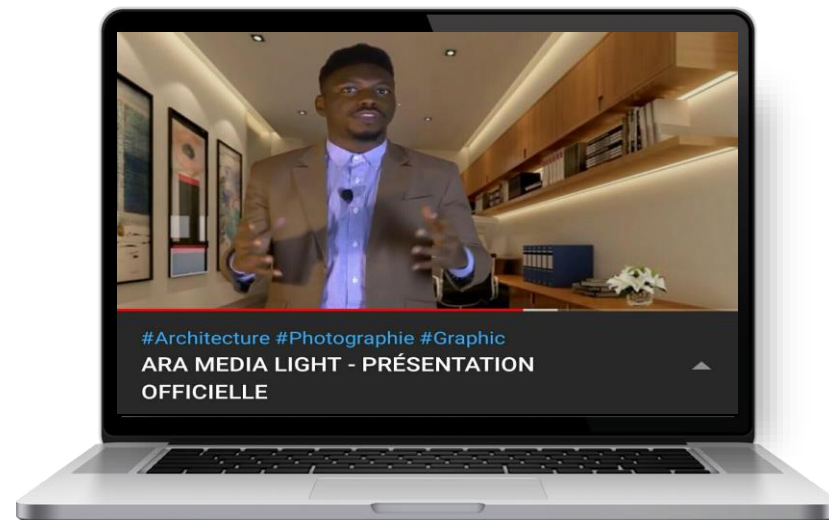 #Architecture #Photographie #Graphic
ARA MEDIA LIGHT - PRÉSENTATION
OFFICIELLE